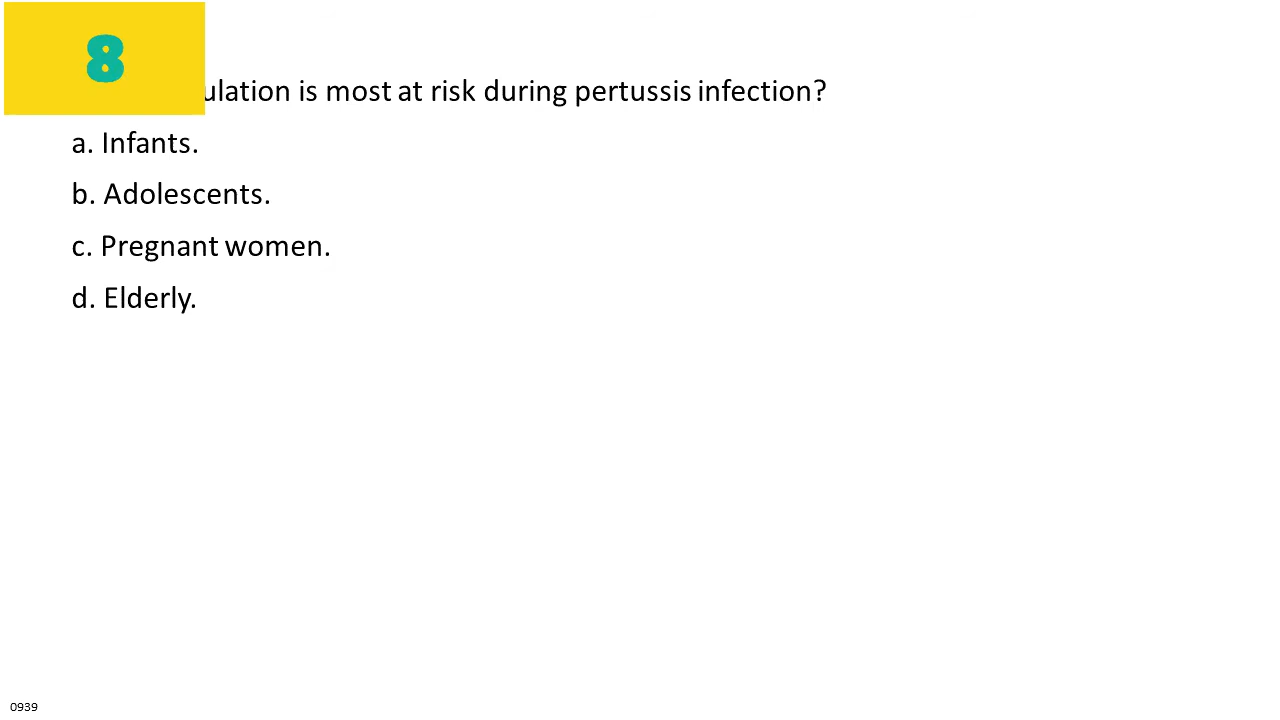 8
ulation is most at risk during pertussis infection?
a. Infants.
b. Adolescents.
c. Pregnant women.
d. Elderly.
0939